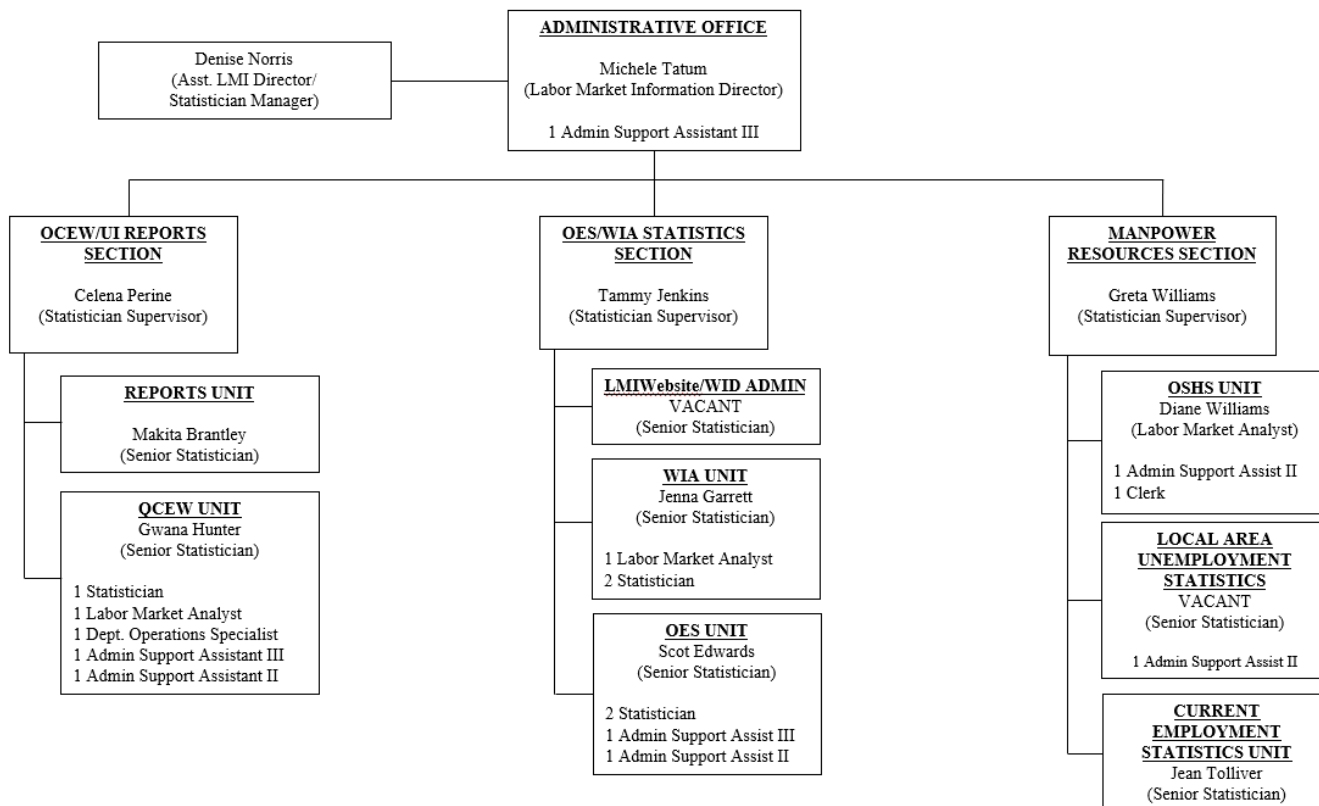 ADMINISTRATIVE OFFICE
Michele Tatum
(Labor Market Information Director)
1 Admin Support Assistant III
Denise Norris
(Asst. LMI Director/
Statistician Manager)
OCEW/UI REPORTS
SECTION
Celena Perine
(Statistician Supervisor)
REPORTS UNIT
Makita Brantley
(Senior Statistician)
QCEW UNIT
Gwana Hunter
(Senior Statistician)
1 Statistician
1 Labor Market Analyst
1 Dept. Operations Specialist
1 Admin Support Assistant III
1 Admin Support Assistant II
OES/WIA STATISTICS
SECTION
Tammy Jenkins
(Statistician Supervisor)
LMIWebsite/WID ADMIN
VACANT
(Senior Statistician)
WIA UNIT
Jenna Garrett
(Senior Statistician)
1 Labor Market Analyst
2 Statistician
OES UNIT
Scot Edwards
(Senior Statistician)
2 Statistician
1 Admin Support Assist III
1 Admin Support Assist II
MANPOWER
RESOURCES SECTION
Greta Williams
(Statistician Supervisor)
OSHS UNIT
Diane Williams
(Labor Market Analyst)
1 Admin Support Assist II
1 Clerk
LOCAL AREA
UNEMPLOYMENT
STATISTICS
VACANT
(Senior Statistician)
1 Admin Support Assist II
CURRENT
EMPLOYMENT
STATISTICS UNIT
Jean Tolliver
(Senior Statistician)